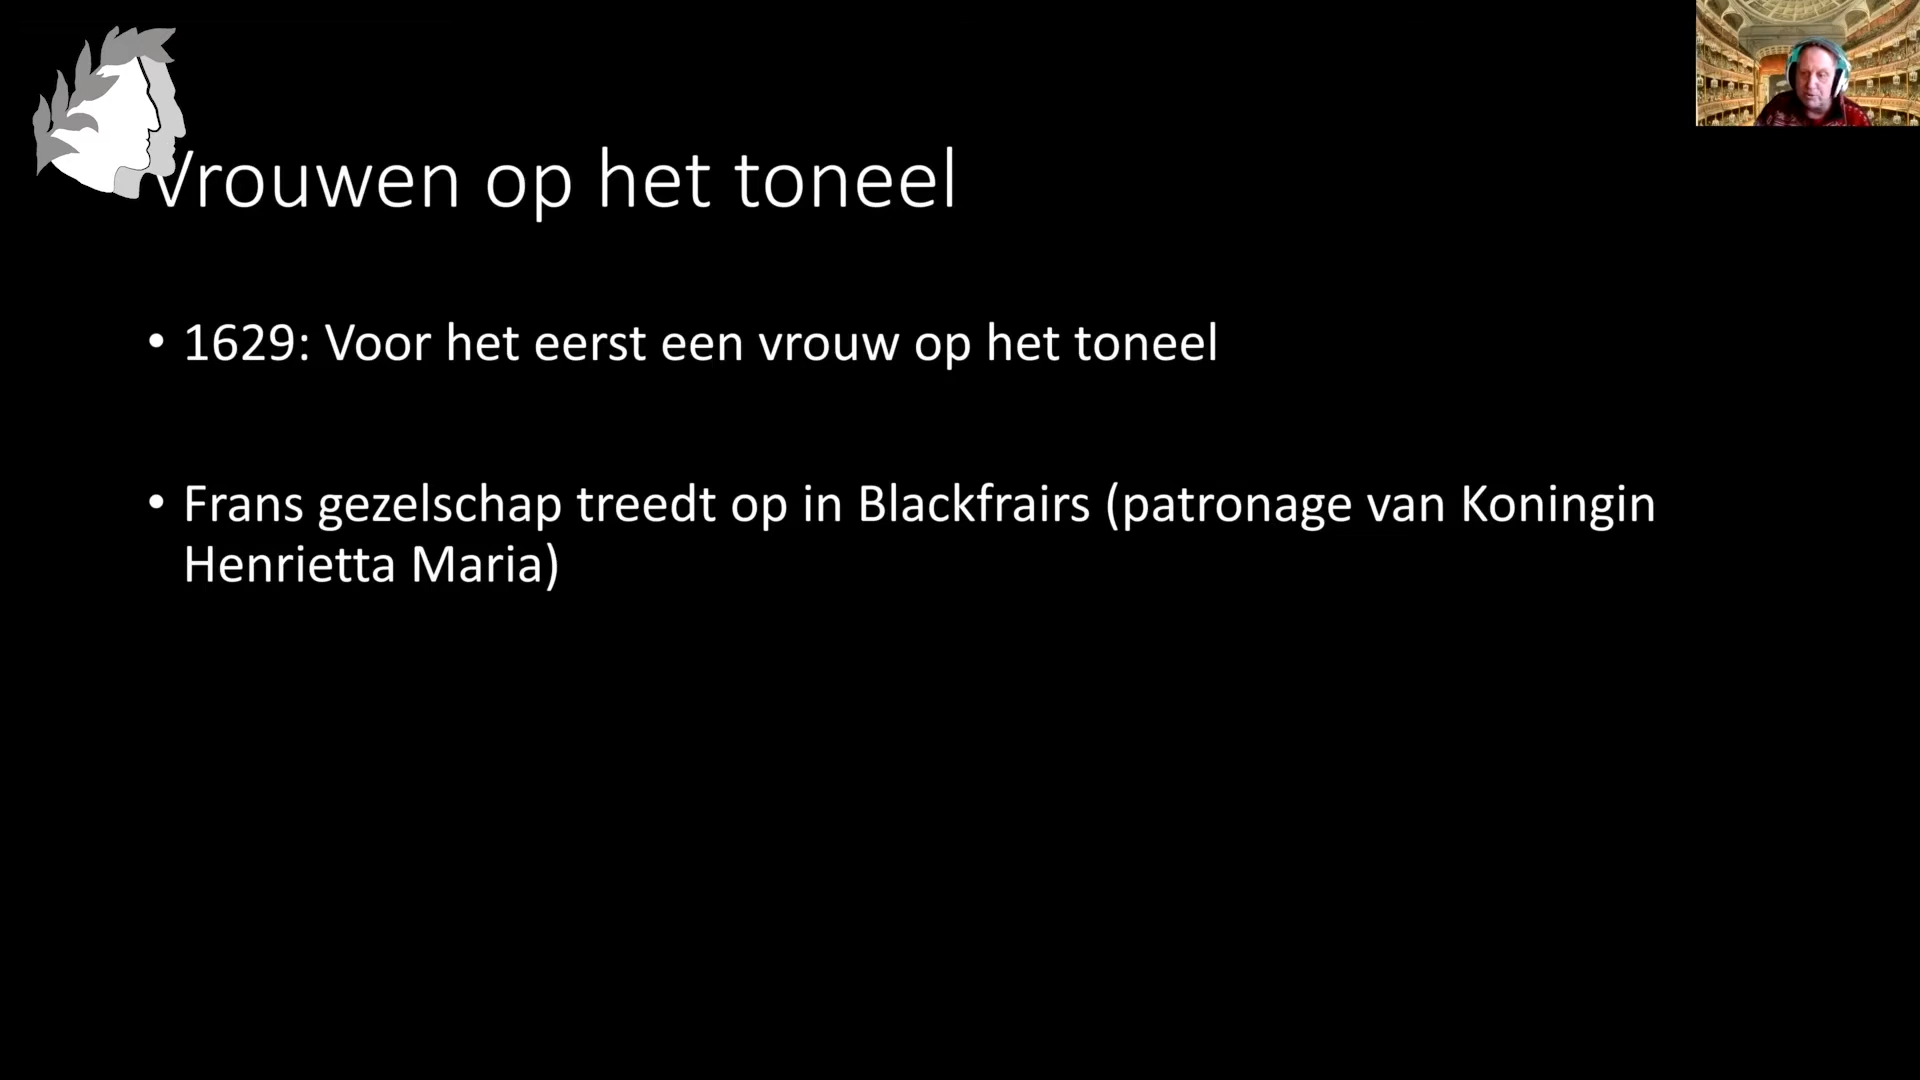 Vrouwen op het toneel
• 1629: Voor het eerst een vrouw op het toneel
• Frans gezelschap treedt op in Blackfrairs (patronage van Koningin
Henrietta Maria)